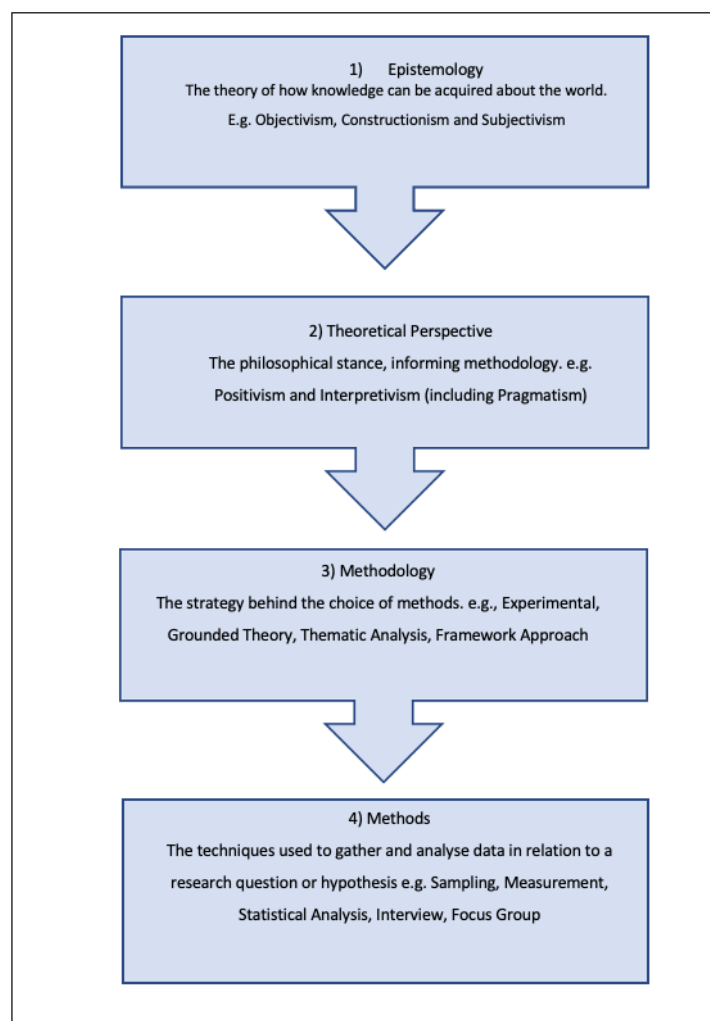 1) Epistemology
The theory of how knowledge can be acquired about the world.
E.g. Objectivism, Constructionism and Subjectivism
2) Theoretical Perspective
The philosophical stance, informing methodology. e.g.
Positivism and Interpretivism (including Pragmatism)
3) Methodology
The strategy behind the choice of methods. e.g., Experimental,
Grounded Theory, Thematic Analysis, Framework Approach
4) Methods
The techniques used to gather and analyse data in relation to a
research question or hypothesis e.g. Sampling, Measurement,
Statistical Analysis, Interview, Focus Group